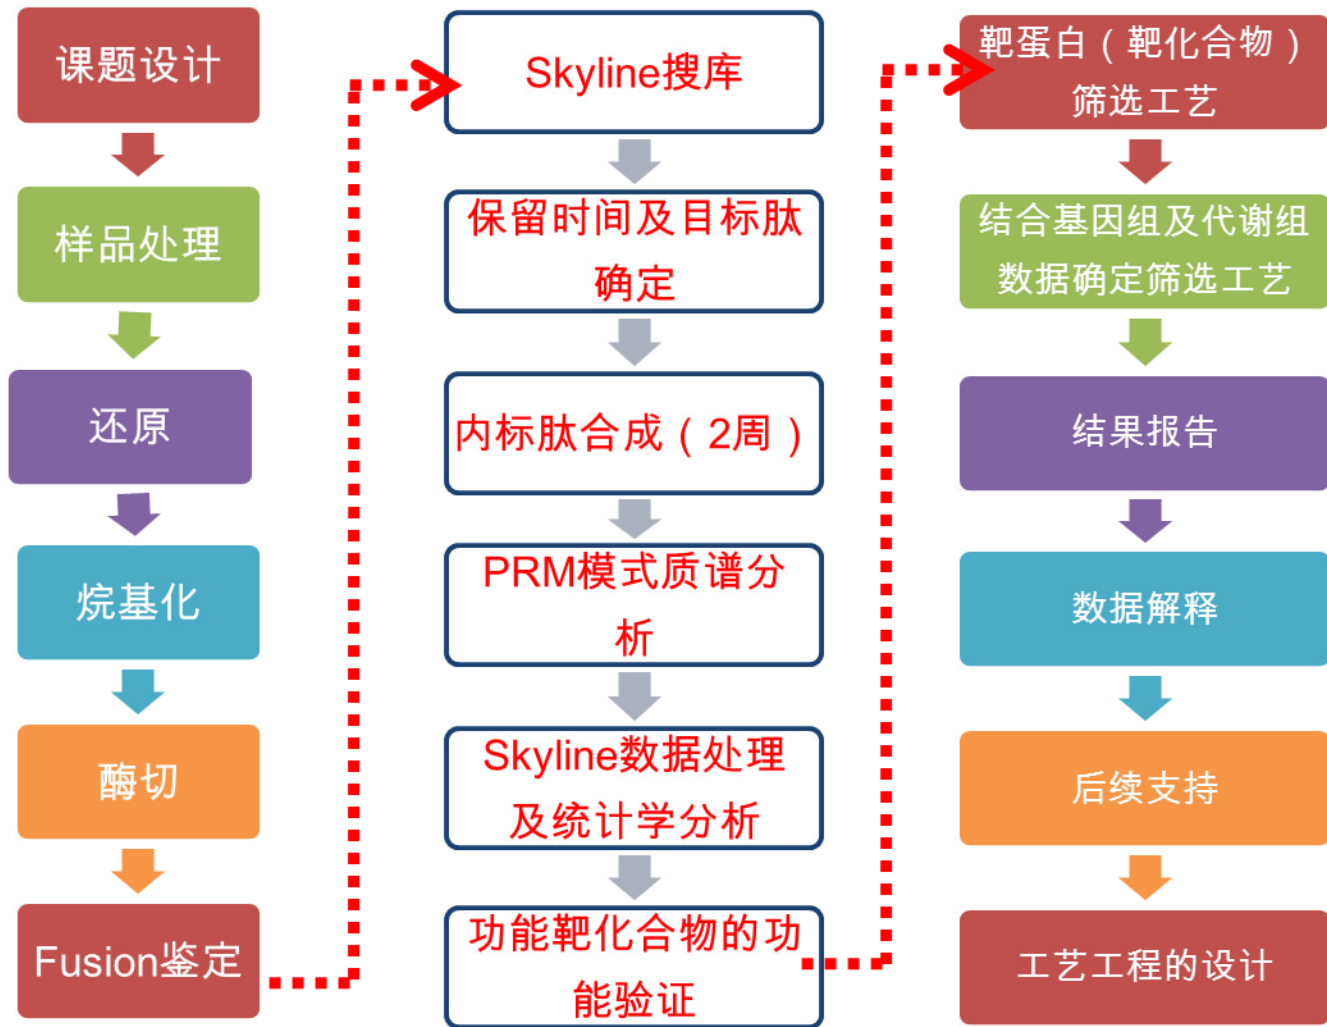 课题设计
样品处理
还原
烷基化
酶切
Fusion鉴定
Skyline搜库
保留时间及目标肽
确定
内标肽合成（2周）
PRM模式质谱分
析
Skyline数据处理
及统计学分析
功能靶化合物的功
能验证
靶蛋白（靶化合物）
筛选工艺
结合基因组及代谢组
数据确定筛选工艺
结果报告
数据解释
后续支持
工艺工程的设计